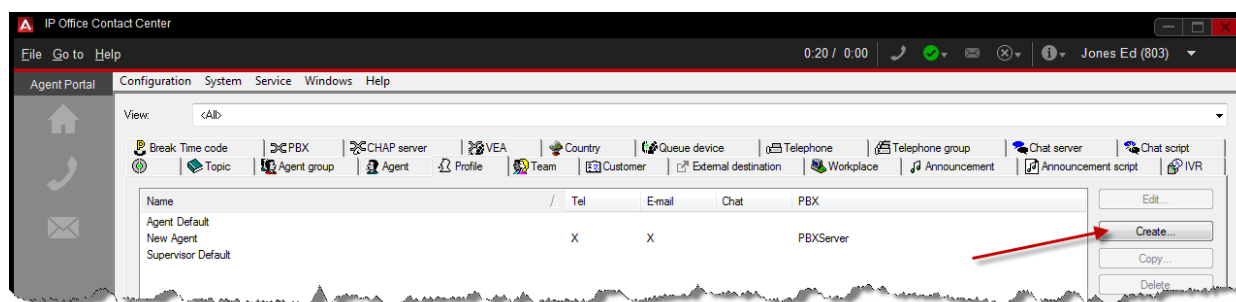 IP Office Contact Center
File Go to Help 0:20 / 0:00 Jones Ed (803)
Agent Portal Configuration System Service Windows Help
View: <All>
Break Time code PBX CHAP server VEA Country Queue device Telephone Telephone group Chat server Chat script
Topic Agent group Agent Profile Team Customer External destination Workplace Announcement Announcement script IVR
Name / Tel E-mail Chat PBX Edit...
Agent Default
New Agent X X PBXServer Create...
Supervisor Default
Copy...
Delete